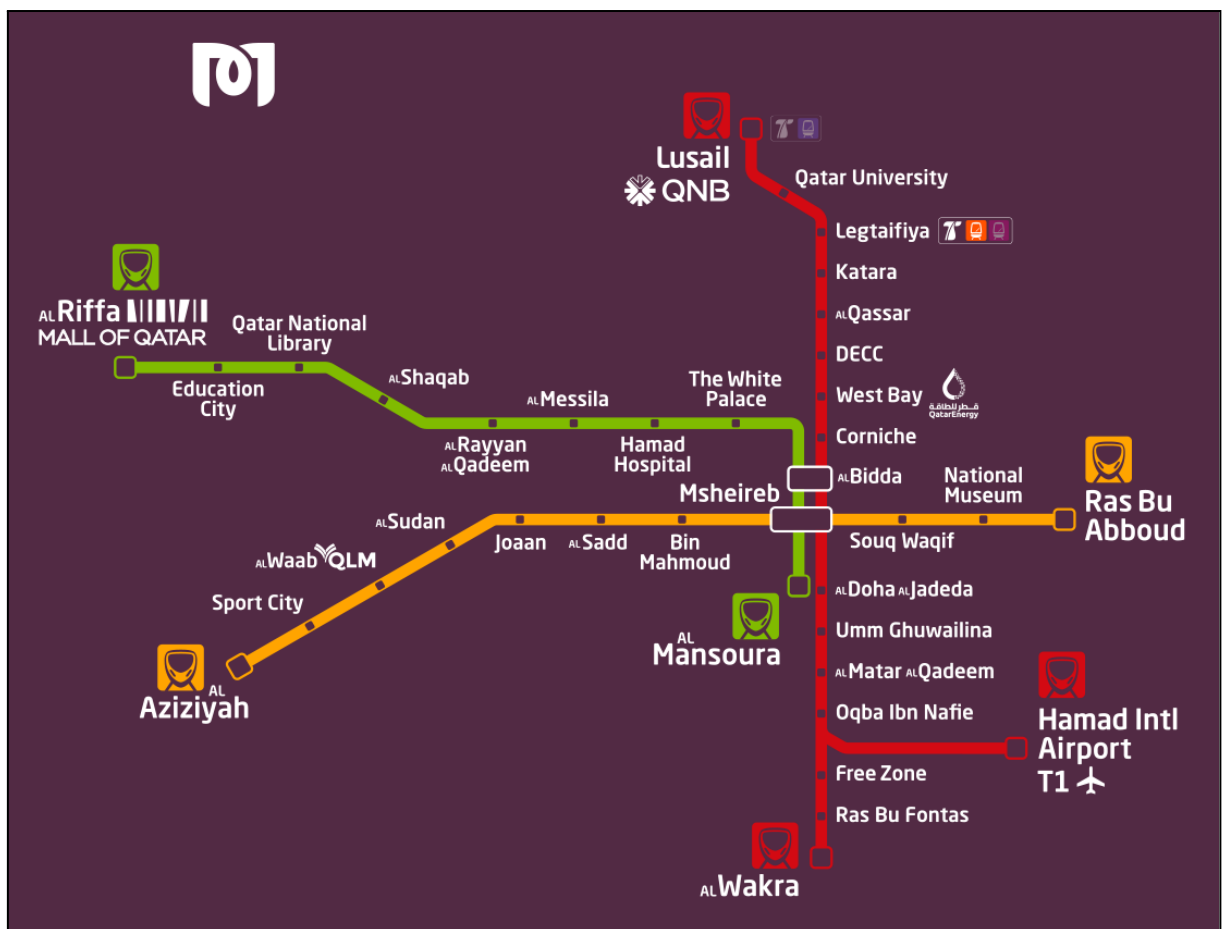 Lusail
QNB
Qatar University
Legtaifiya
Katara
AL Qassar
DECC
West Bay
قطر للطاقة
QatarEnergy
Corniche
AL Bidda
AL Riffa
MALL OF QATAR
Education
City
Qatar National
Library
AL Shaqab
AL Rayyan
AL Qadeem
AL Messila
Hamad
Hospital
The White
Palace
Msheireb
National
Museum
Souq Waqif
Ras Bu
Abboud
AL Sudan
AL Waab QLM
Sport City
Joaan
AL Sadd
Bin
Mahmoud
AL
Aziziyah
AL
Mansoura
AL Doha AL Jadeda
Umm Ghuwailina
AL Matar AL Qadeem
Oqba Ibn Nafie
Hamad Intl
Airport
T1
Free Zone
Ras Bu Fontas
AL Wakra